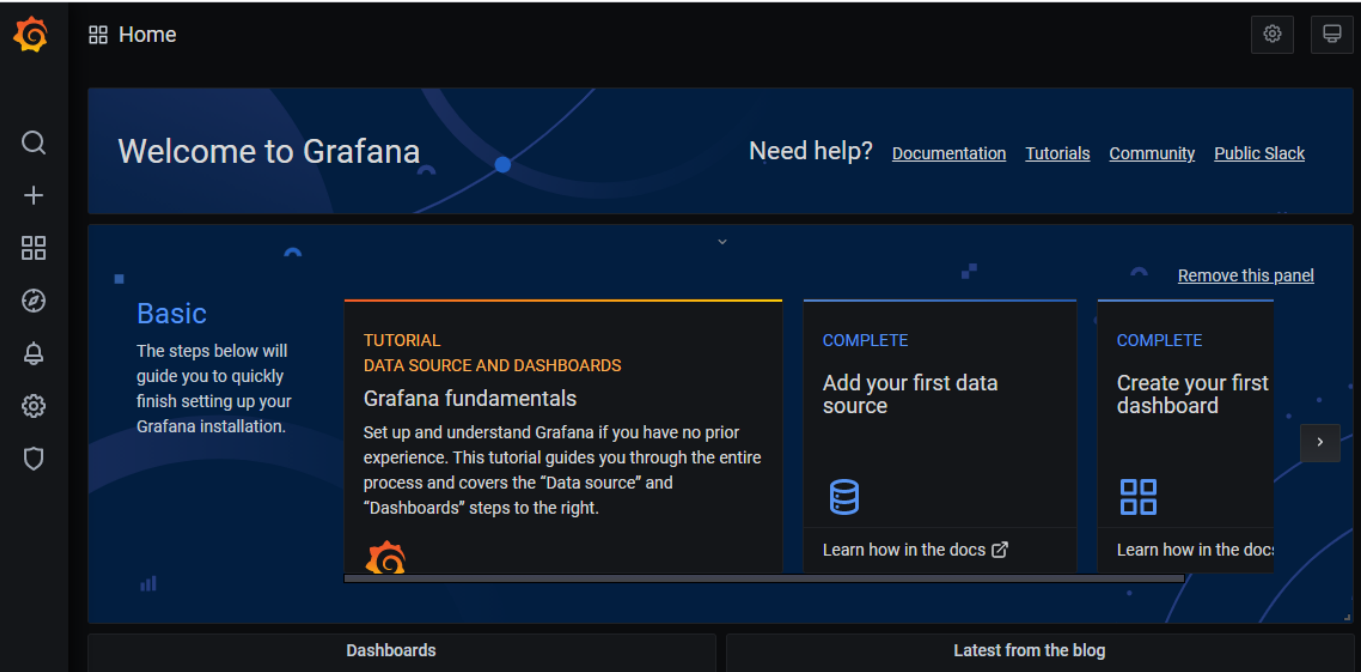 Home
Welcome to Grafana
Need help? Documentation Tutorials Community Public Slack
Remove this panel
Basic
The steps below will
guide you to quickly
finish setting up your
Grafana installation.
TUTORIAL
DATA SOURCE AND DASHBOARDS
Grafana fundamentals
Set up and understand Grafana if you have no prior
experience. This tutorial guides you through the entire
process and covers the “Data source” and
“Dashboards” steps to the right.
COMPLETE
Add your first data
source
Learn how in the docs
COMPLETE
Create your first
dashboard
Learn how in the docs
Dashboards
Latest from the blog